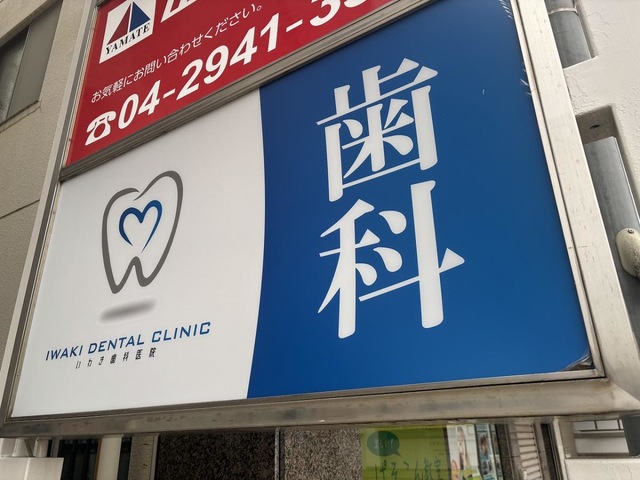 YAMATE
お気軽にお問い合わせください。
☎04-2941-3
歯科
IWAKI DENTAL CLINIC
いわき歯科医院